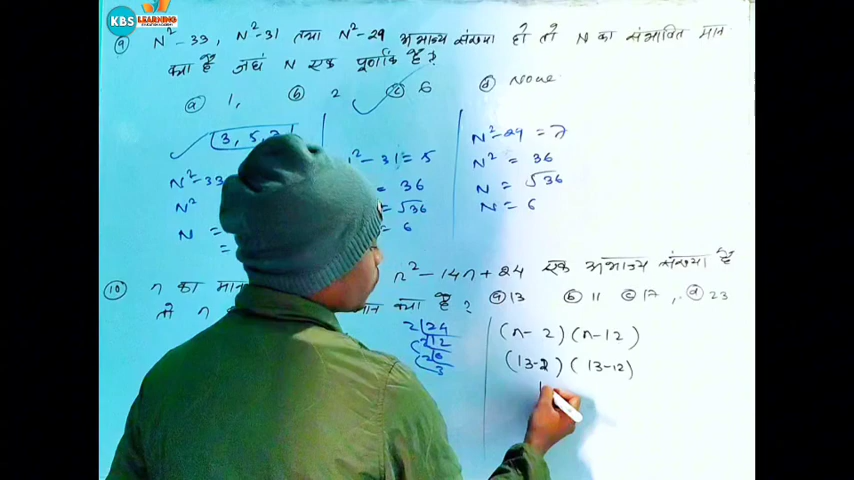 KBS LEARNING
⑨ N²-33, N²-31 तथा N²-29 अभाज्य संख्या हो तो N का संभावित मान
क्या है जहां N एक पूर्णांक है?
ⓐ 1, ⓑ 2 ✓ⓒ 6 ⓓ None
3, 5, 7
N²-33
N²
N =
=
²-31 = 5
= 36
= √36
= 6
N²-29 = 7
N² = 36
N = √36
N = 6
⑩ n का मान n²-14n+24 एक अभाज्य संख्या है
तो n मान क्या है? ⓐ 13 ⓑ 11 ⓒ 17, ⓓ 23
2 24
2 12
2 6
3
(n-2)(n-12)
(13-2)(13-12)
1